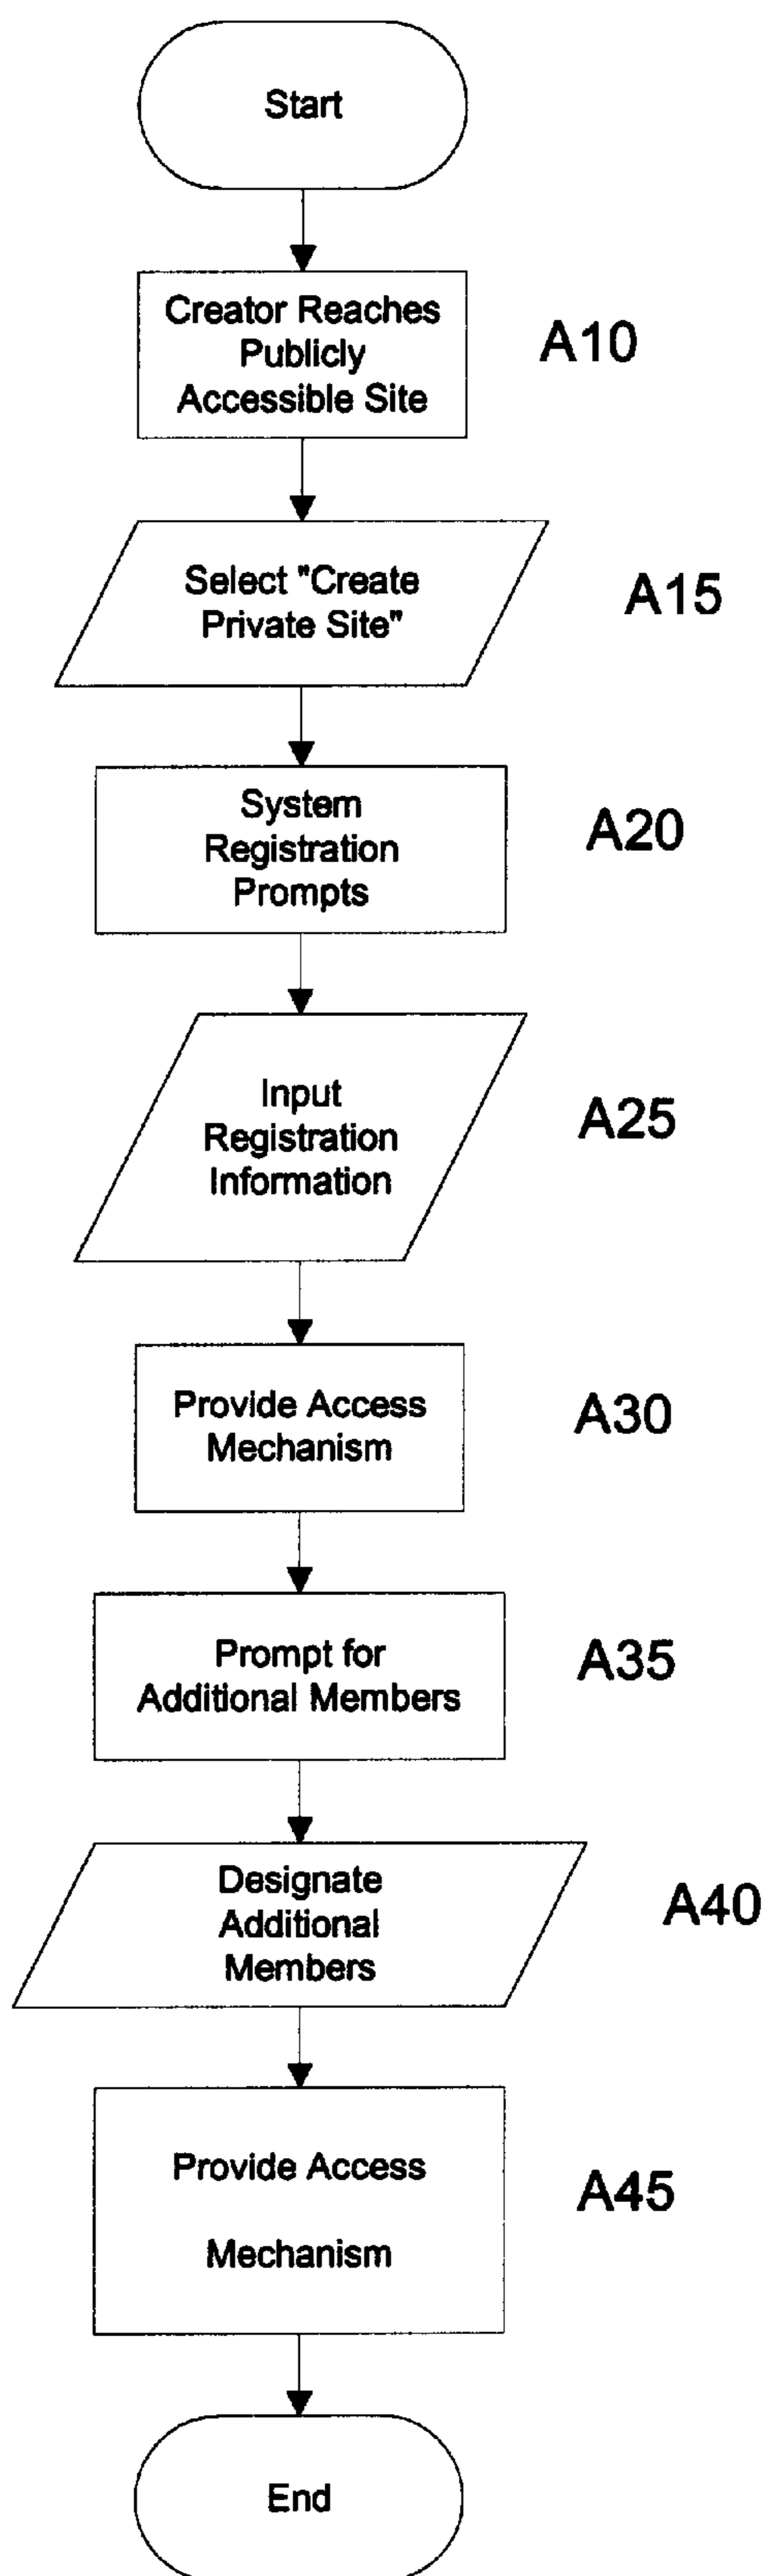 Start
Creator Reaches
Publicly
Accessible Site
A10
Select "Create
Private Site"
A15
System
Registration
Prompts
A20
Input
Registration
Information
A25
Provide Access
Mechanism
A30
Prompt for
Additional Members
A35
Designate
Additional
Members
A40
Provide Access
Mechanism
A45
End